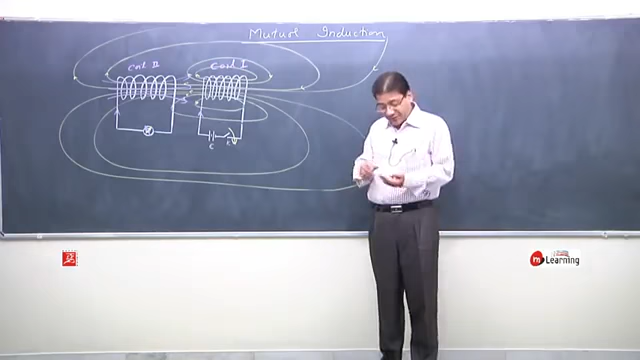 Mutual Induction
Coil II
Coil I
C
K
Learning